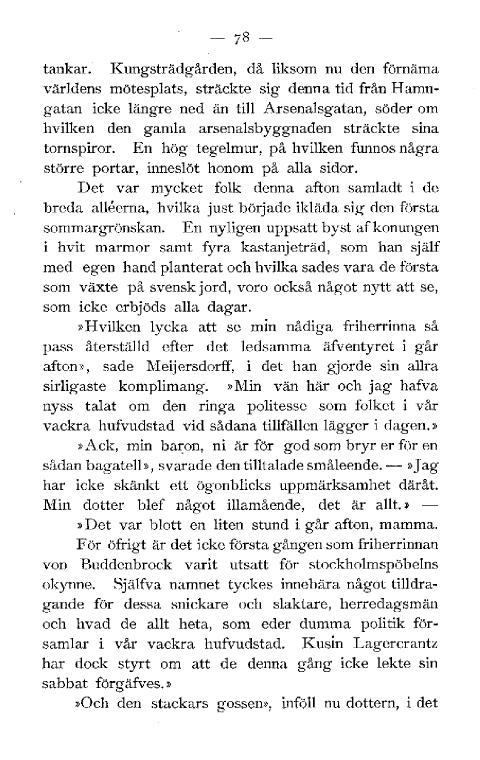 — 78 —
tankar. Kungsträdgården, då liksom nu den förnäma
världens mötesplats, sträckte sig denna tid från Hamn-
gatan icke längre ned än till Arsenalsgatan, söder om
hvilken den gamla arsenalsbyggnaden sträckte sina
tornspiror. En hög tegelmur, på hvilken funnos några
större portar, inneslöt honom på alla sidor.
Det var mycket folk denna afton samladt i de
breda alléerna, hvilka just började ikläda sig den första
sommargrönskan. En nyligen uppsatt byst af konungen
i hvit marmor samt fyra kastanjeträd, som han själf
med egen hand planterat och hvilka sades vara de första
som växte på svensk jord, voro också något nytt att se,
som icke erbjöds alla dagar.
»Hvilken lycka att se min nådiga friherrinna så
pass återställd efter det ledsamma äfventyret i går
afton», sade Meijersdorff, i det han gjorde sin allra
sirligaste komplimang. »Min vän här och jag hafva
nyss talat om den ringa politesse som folket i vår
vackra hufvudstad vid sådana tillfällen lägger i dagen.»
»Ack, min baron, ni är för god som bryr er för en
sådan bagatell», svarade den tilltalade småleende. — »Jag
har icke skänkt ett ögonblicks uppmärksamhet däråt.
Min dotter blef något illamående, det är allt.» —
»Det var blott en liten stund i går afton, mamma.
För öfrigt är det icke första gången som friherrinnan
von Buddenbrock varit utsatt för stockholmspöbelns
okynne. Själfva namnet tyckes innebära något tilldra-
gande för dessa snickare och slaktare, herredagsmän
och hvad de allt heta, som eder dumma politik för-
samlar i vår vackra hufvudstad. Kusin Lagercrantz
har dock styrt om att de denna gång icke lekte sin
sabbat förgäfves.»
»Och den stackars gossen», inföll nu dottern, i det